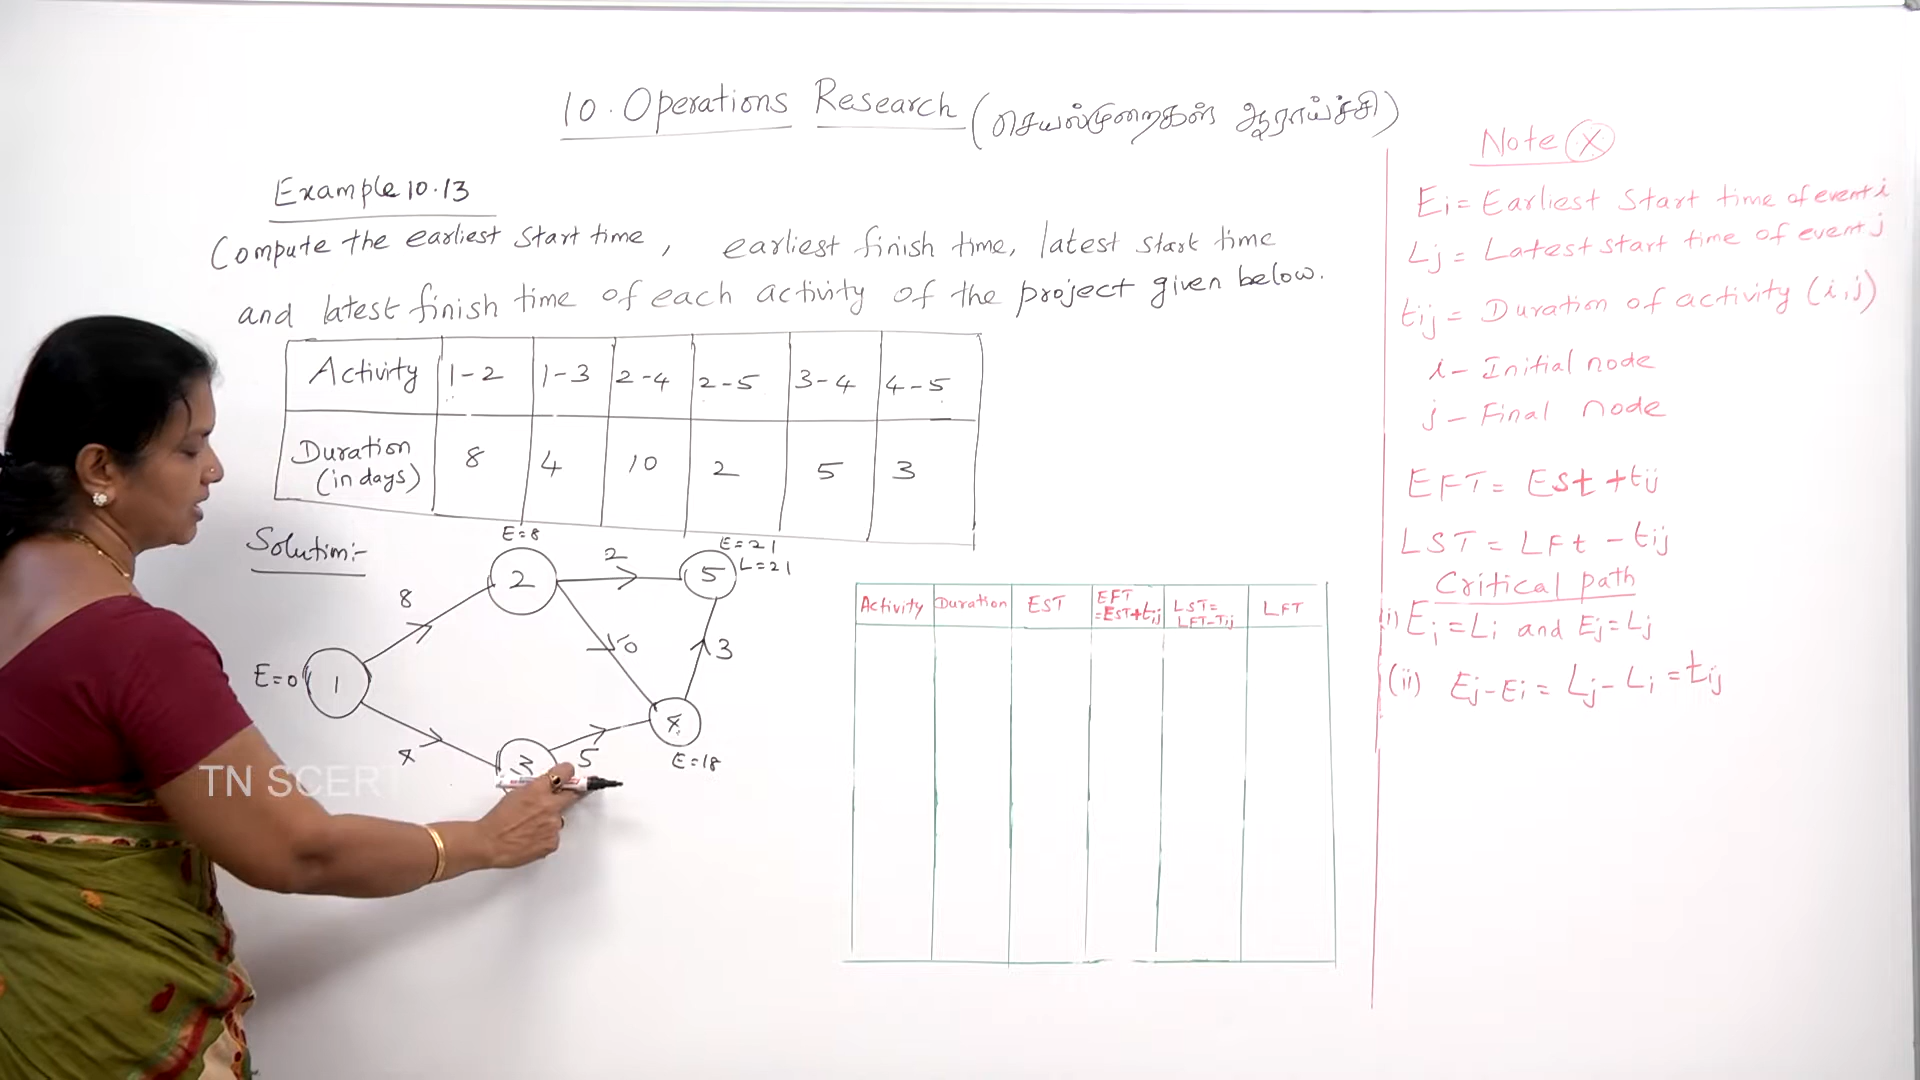 10. Operations Research (செயல்முறைகள் ஆராய்ச்சி)
Example 10.13
Compute the earliest start time, earliest finish time, latest start time
and latest finish time of each activity of the project given below.
Activity 1-2 1-3 2-4 2-5 3-4 4-5
Duration (in days) 8 4 10 2 5 3
Solution:-
E=8
2
E=21
L=21
2
5
8
10
3
E=0
1
4
3
5
4
E=18
Activity Duration EST EFT =EST+tij LST= LFT-Tij LFT
Note
Ei = Earliest Start time of event i
Lj = Latest start time of event j
tij = Duration of activity (i,j)
i - Initial node
j - Final node
EFT = Est + tij
LST = LFt - tij
Critical path
(i) Ei = Li and Ej = Lj
(ii) Ej - Ei = Lj - Li = tij
TN SCERT